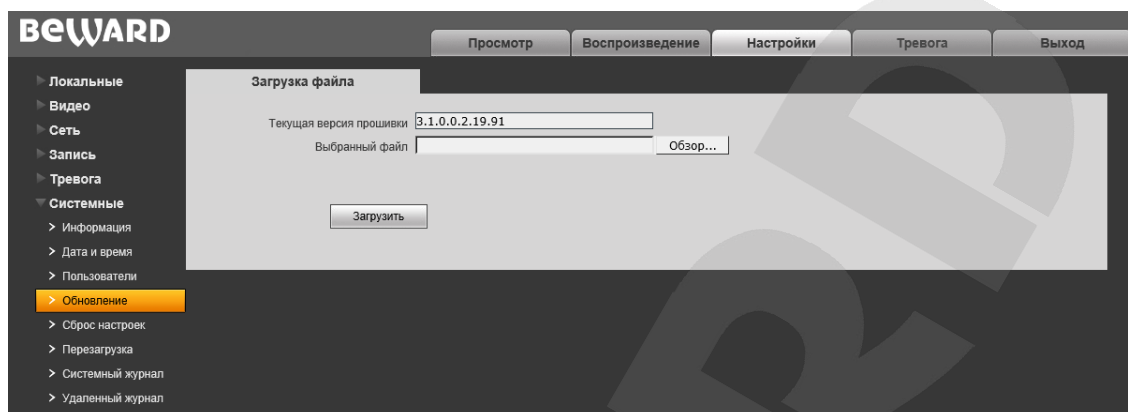 BEWARD
Просмотр Воспроизведение Настройки Тревога Выход
Локальные
Видео
Сеть
Запись
Тревога
Системные
Информация
Дата и время
Пользователи
Обновление
Сброс настроек
Перезагрузка
Системный журнал
Удаленный журнал
Загрузка файла
Текущая версия прошивки 3.1.0.0.2.19.91
Выбранный файл Обзор...
Загрузить